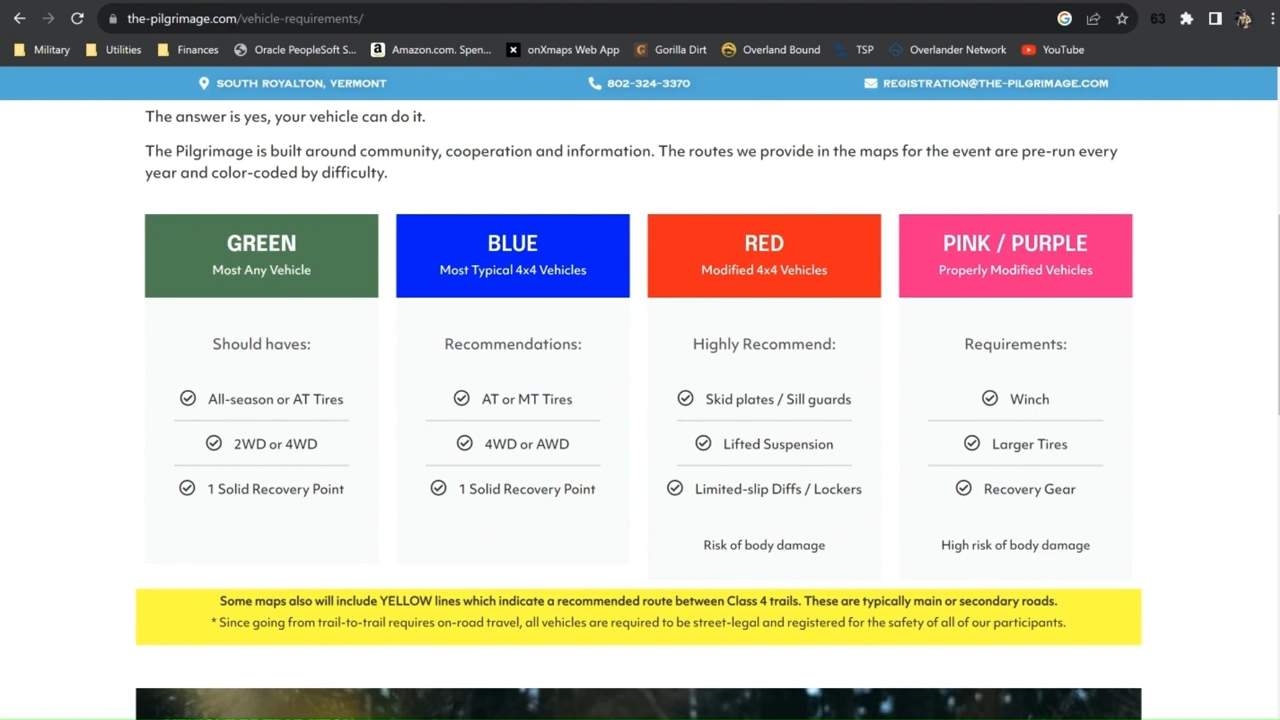 the-pilgrimage.com/vehicle-requirements/
63
Military
Utilities
Finances
Oracle PeopleSoft S...
Amazon.com. Spen...
onXmaps Web App
Gorilla Dirt
Overland Bound
TSP
Overlander Network
YouTube
SOUTH ROYALTON, VERMONT
802-324-3370
REGISTRATION@THE-PILGRIMAGE.COM
The answer is yes, your vehicle can do it.
The Pilgrimage is built around community, cooperation and information. The routes we provide in the maps for the event are pre-run every
year and color-coded by difficulty.
GREEN
Most Any Vehicle
Should haves:
All-season or AT Tires
2WD or 4WD
1 Solid Recovery Point
BLUE
Most Typical 4x4 Vehicles
Recommendations:
AT or MT Tires
4WD or AWD
1 Solid Recovery Point
RED
Modified 4x4 Vehicles
Highly Recommend:
Skid plates / Sill guards
Lifted Suspension
Limited-slip Diffs / Lockers
Risk of body damage
PINK / PURPLE
Properly Modified Vehicles
Requirements:
Winch
Larger Tires
Recovery Gear
High risk of body damage
Some maps also will include YELLOW lines which indicate a recommended route between Class 4 trails. These are typically main or secondary roads.
* Since going from trail-to-trail requires on-road travel, all vehicles are required to be street-legal and registered for the safety of all of our participants.